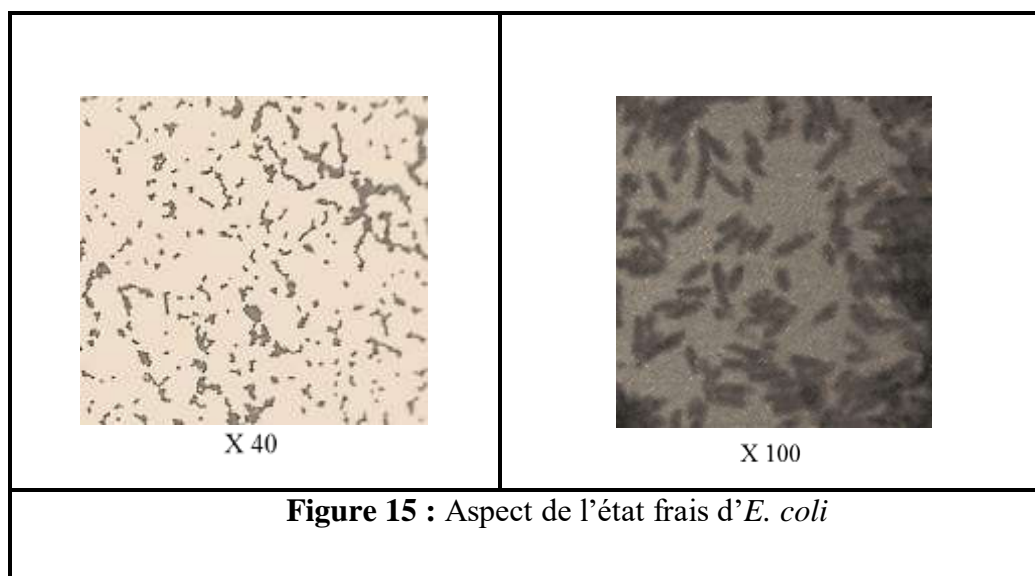 X 40
X 100
Figure 15 : Aspect de l’état frais d’E. coli